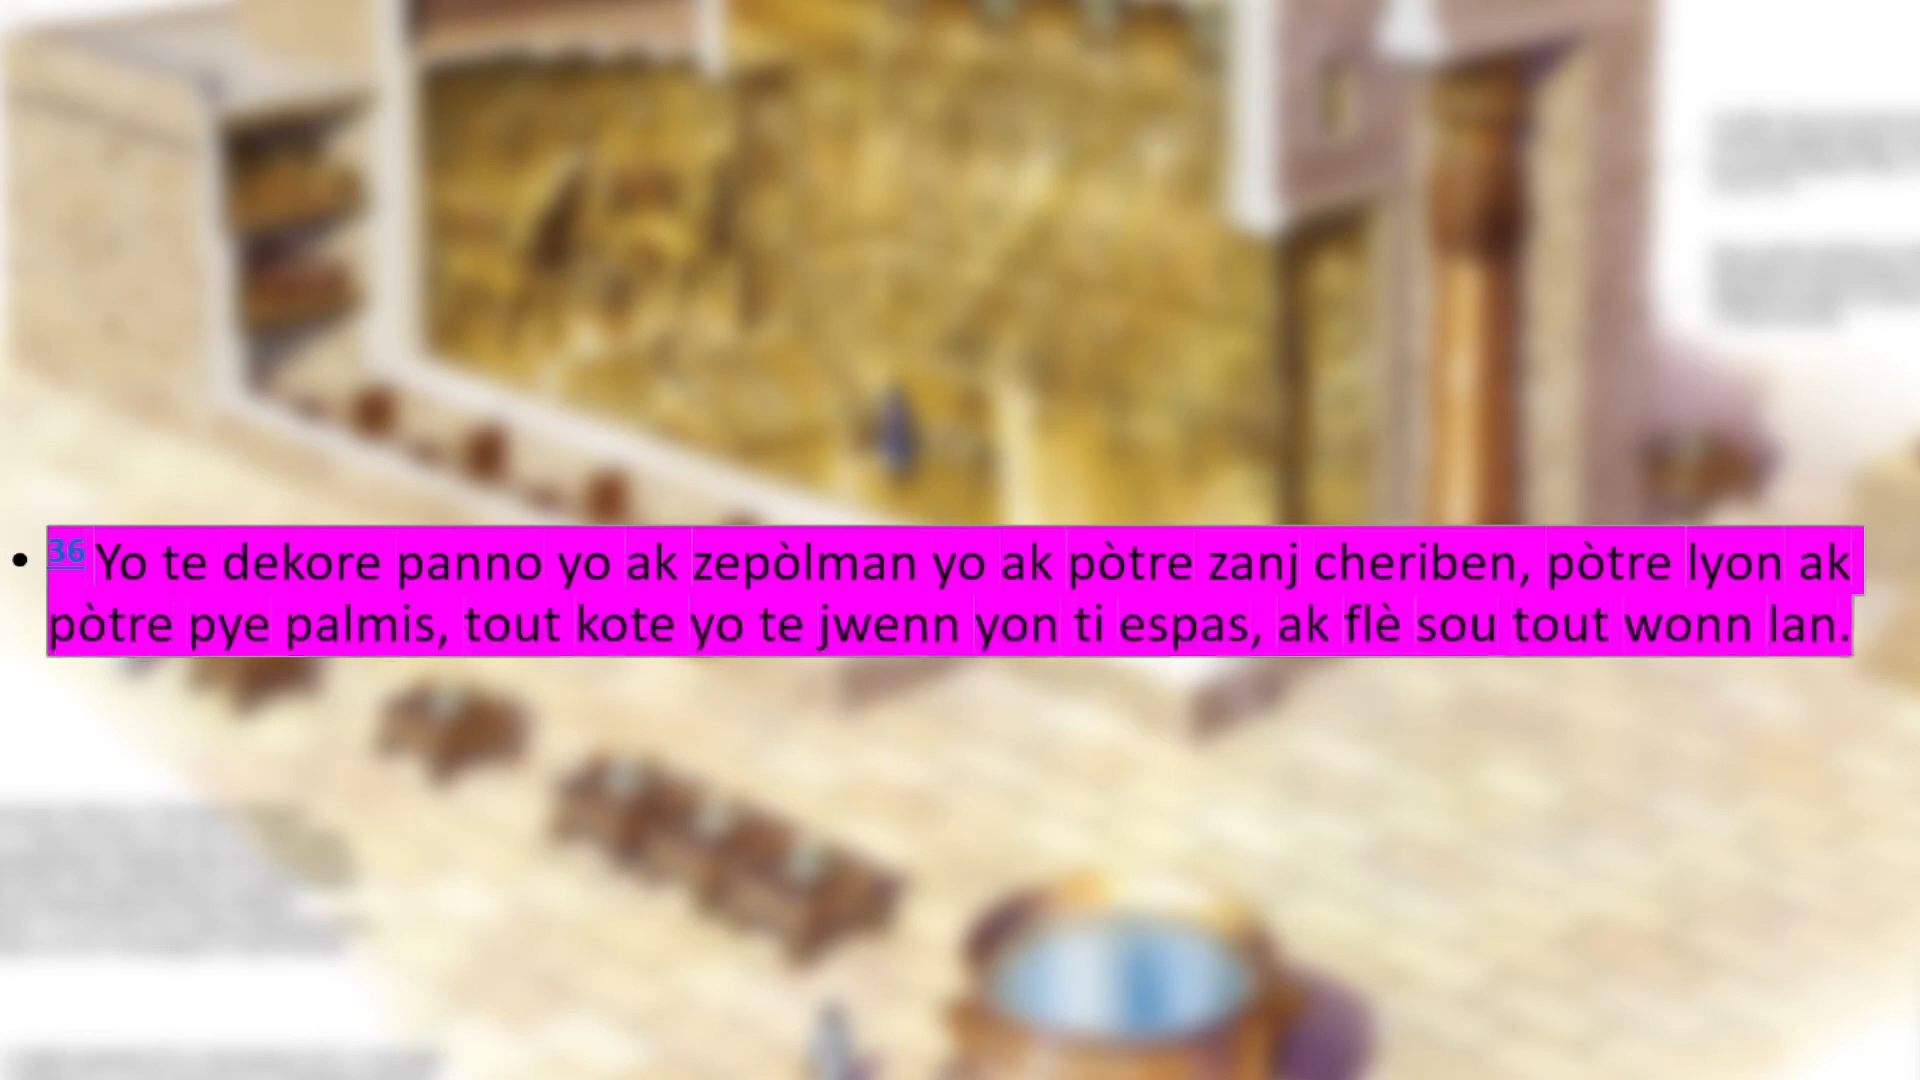 • 36 Yo te dekore panno yo ak zepòlman yo ak pòtre zanj cheriben, pòtre lyon ak
pòtre pye palmis, tout kote yo te jwenn yon ti espas, ak flè sou tout wonn lan.